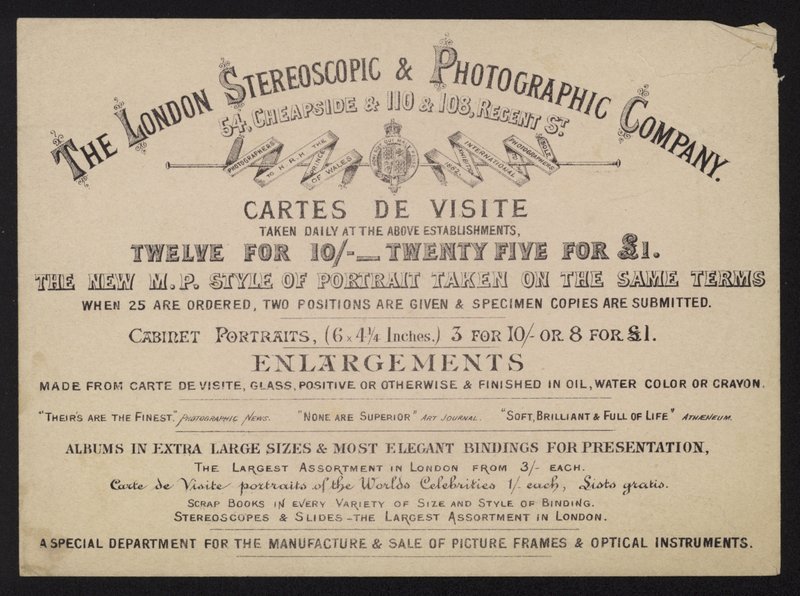 The London Stereoscopic & Photographic Company.
54, Cheapside & 110 & 108, Regent St.
PHOTOGRAPHERS TO H.R.H THE PRINCE OF WALES
INTERNATIONAL EXHIBITION 1862
SOLE PHOTOGRAPHERS
CARTES DE VISITE
TAKEN DAILY AT THE ABOVE ESTABLISHMENTS,
TWELVE FOR 10/-— TWENTY FIVE FOR £1.
THE NEW M.P. STYLE OF PORTRAIT TAKEN ON THE SAME TERMS
WHEN 25 ARE ORDERED, TWO POSITIONS ARE GIVEN & SPECIMEN COPIES ARE SUBMITTED.
Cabinet Portraits, (6 x 4 1/4 Inches.) 3 for 10/- or 8 for £1.
ENLARGEMENTS
MADE FROM CARTE DE VISITE, GLASS, POSITIVE OR OTHERWISE & FINISHED IN OIL, WATER COLOR OR CRAYON.
"Their's are the Finest." Photographic News. "None are Superior" Art Journal. "Soft, Brilliant & Full of Life" Athæneum.
ALBUMS IN EXTRA LARGE SIZES & MOST ELEGANT BINDINGS FOR PRESENTATION,
The Largest Assortment in London from 3/- each.
Carte de Visite portraits of the Worlds Celebrities 1/- each, Lists gratis.
Scrap Books in every Variety of Size and Style of Binding.
Stereoscopes & Slides - the Largest Assortment in London.
A SPECIAL DEPARTMENT FOR THE MANUFACTURE & SALE OF PICTURE FRAMES & OPTICAL INSTRUMENTS.